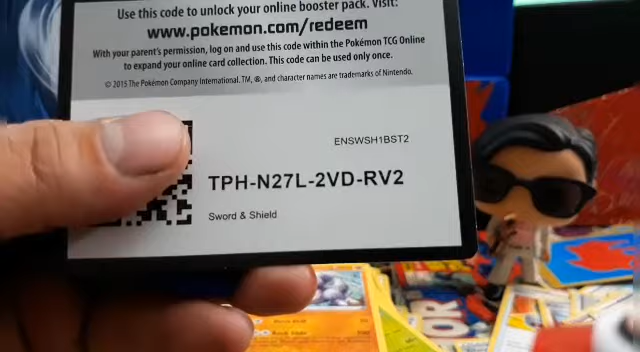 Use this code to unlock your online booster pack. Visit:
www.pokemon.com/redeem
With your parent's permission, log on and use this code within the Pokémon TCG Online
to expand your online card collection. This code can be used only once.
© 2015 The Pokémon Company International. TM, ®, and character names are trademarks of Nintendo.
ENSWSH1BST2
TPH-N27L-2VD-RV2
Sword & Shield